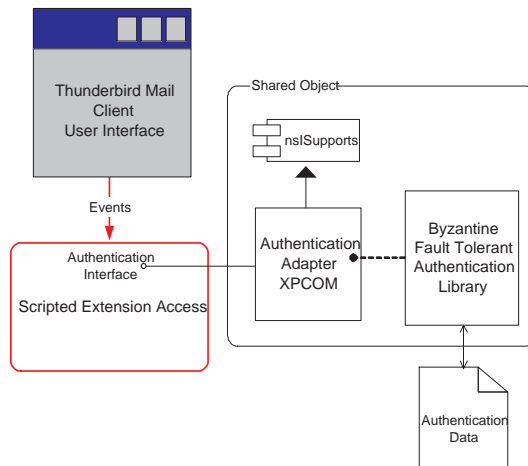 Thunderbird Mail
Client
User Interface
Shared Object
nsISupports
Events
Authentication
Interface
Scripted Extension Access
Authentication
Adapter
XPCOM
Byzantine
Fault Tolerant
Authentication
Library
Authentication
Data